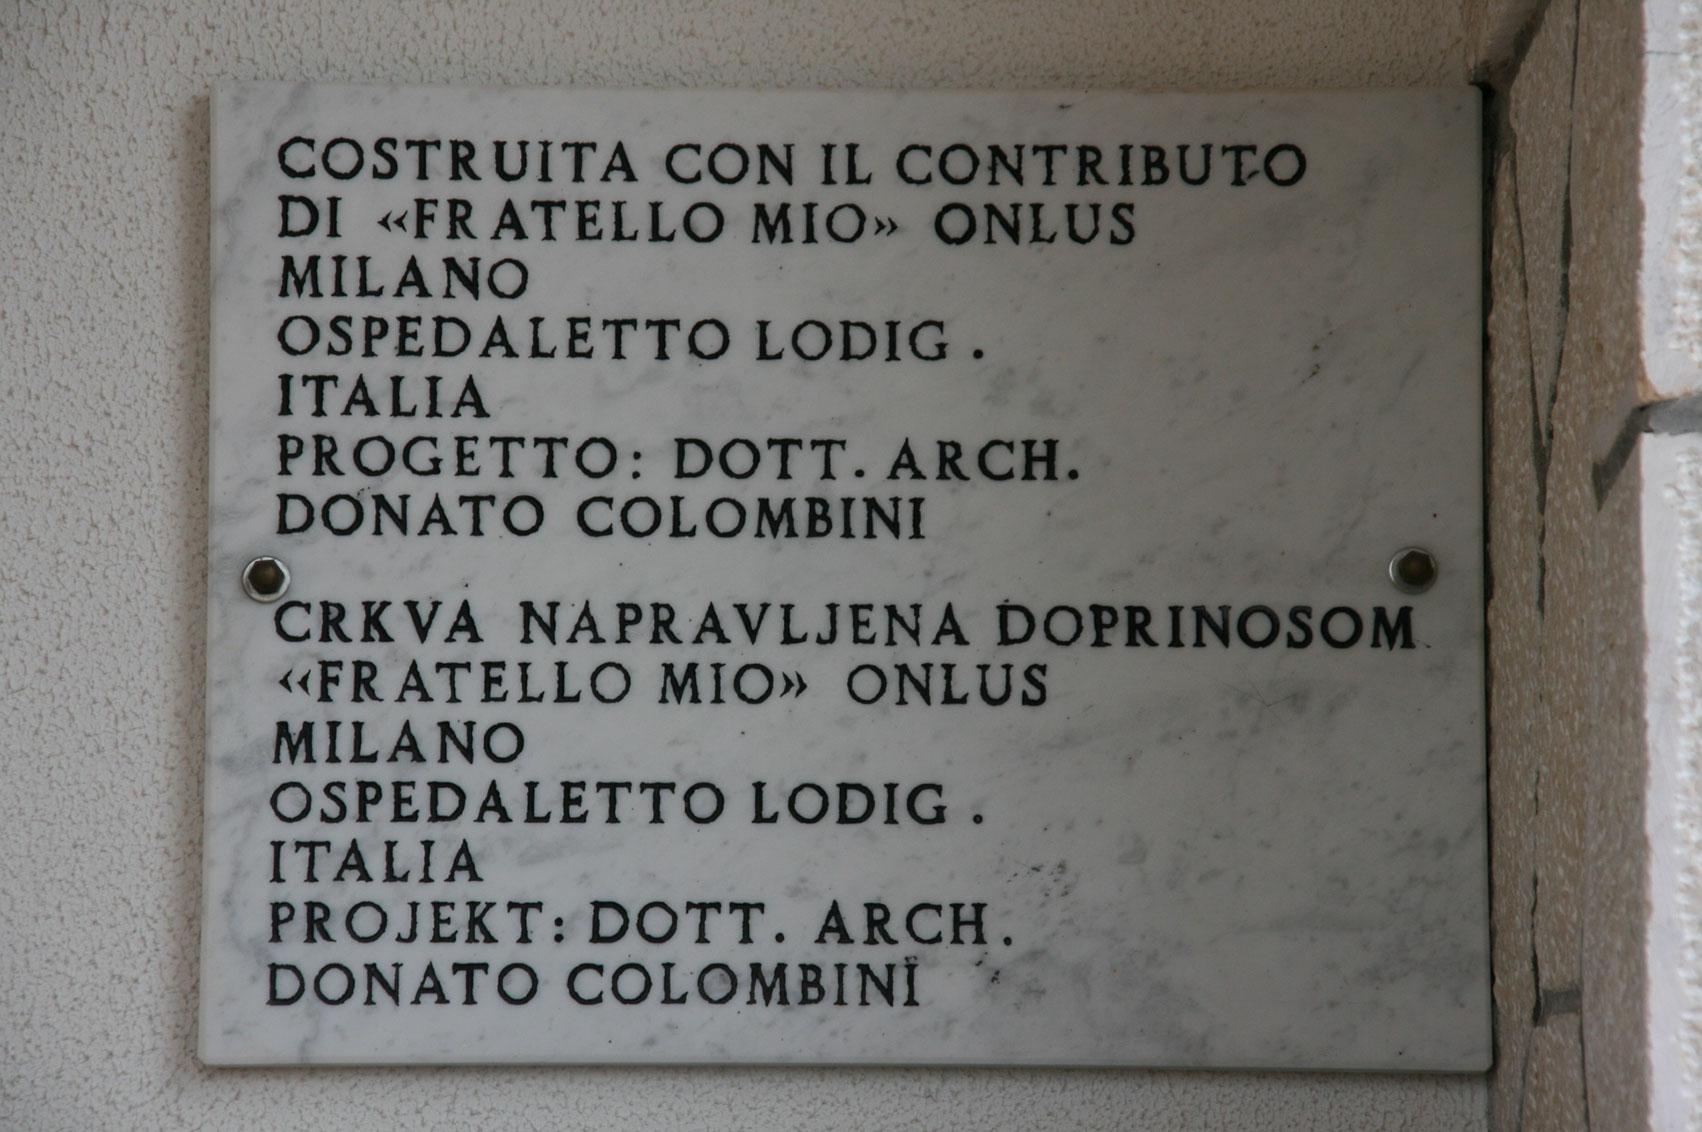 COSTRUITA CON IL CONTRIBUTO
DI «FRATELLO MIO» ONLUS
MILANO
OSPEDALETTO LODIG.
ITALIA
PROGETTO: DOTT. ARCH.
DONATO COLOMBINI
CRKVA NAPRAVLJENA DOPRINOSOM
«FRATELLO MIO» ONLUS
MILANO
OSPEDALETTO LODIG.
ITALIA
PROJEKT: DOTT. ARCH.
DONATO COLOMBINI